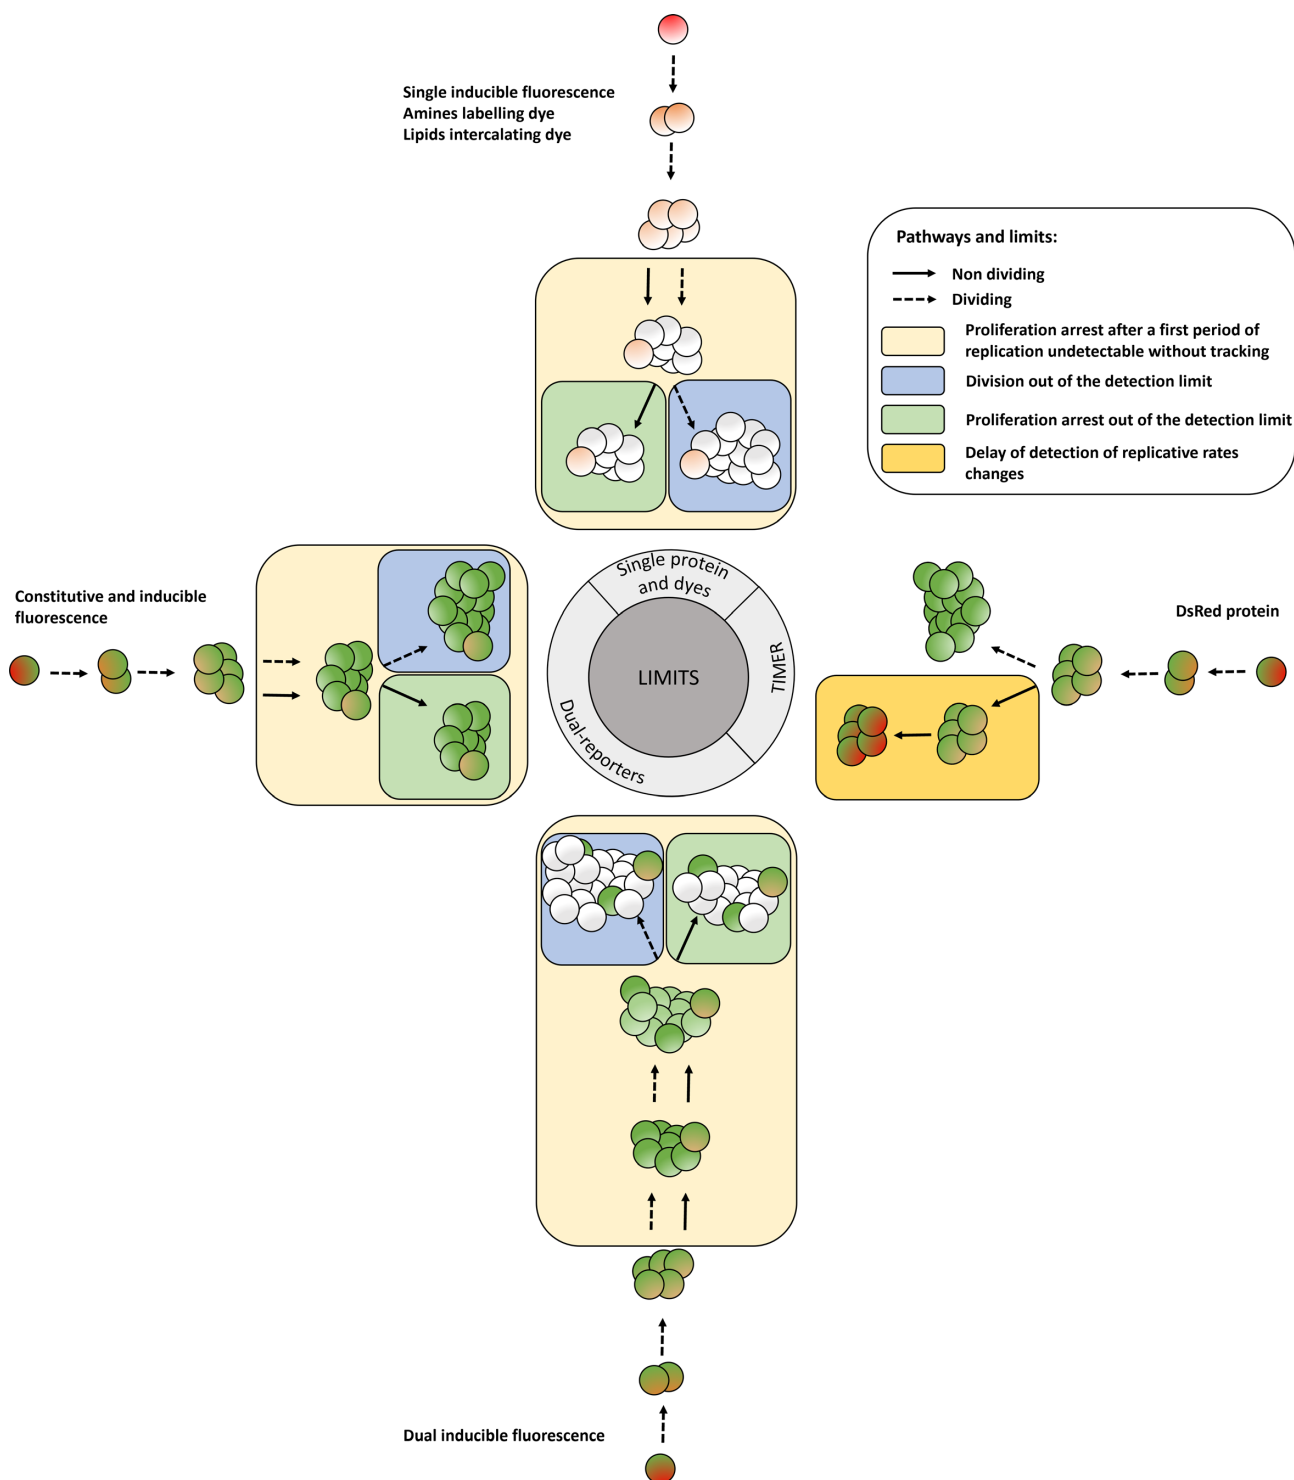 Single inducible fluorescence
Amines labelling dye
Lipids intercalating dye
Pathways and limits:
Non dividing
Dividing
Proliferation arrest after a first period of
replication undetectable without tracking
Division out of the detection limit
Proliferation arrest out of the detection limit
Delay of detection of replicative rates
changes
Constitutive and inducible
fluorescence
Single protein
and dyes
TIMER
Dual-reporters
LIMITS
DsRed protein
Dual inducible fluorescence